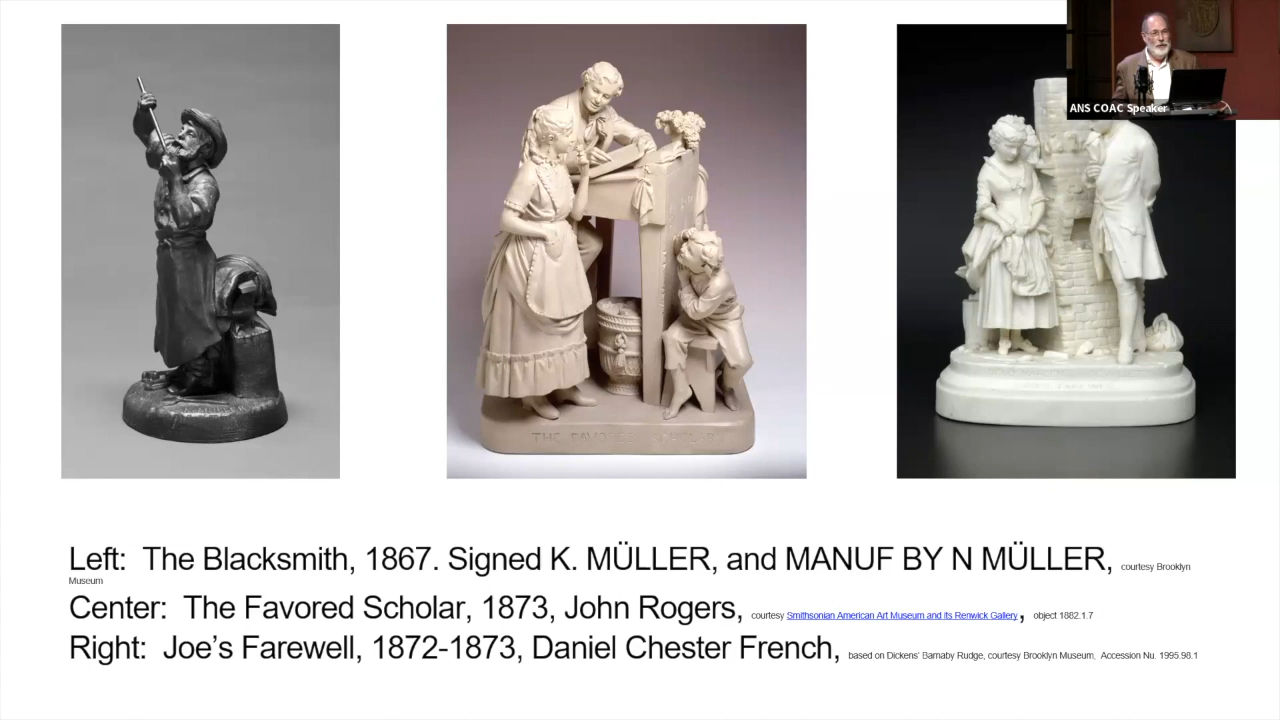 ANS COAC Speaker
THE FAVORED SCHOLAR
Left: The Blacksmith, 1867. Signed K. MÜLLER, and MANUF BY N MÜLLER, courtesy Brooklyn
Museum
Center: The Favored Scholar, 1873, John Rogers, courtesy Smithsonian American Art Museum and its Renwick Gallery, object 1882.1.7
Right: Joe’s Farewell, 1872-1873, Daniel Chester French, based on Dickens’ Barnaby Rudge, courtesy Brooklyn Museum, Accession Nu. 1995.98.1